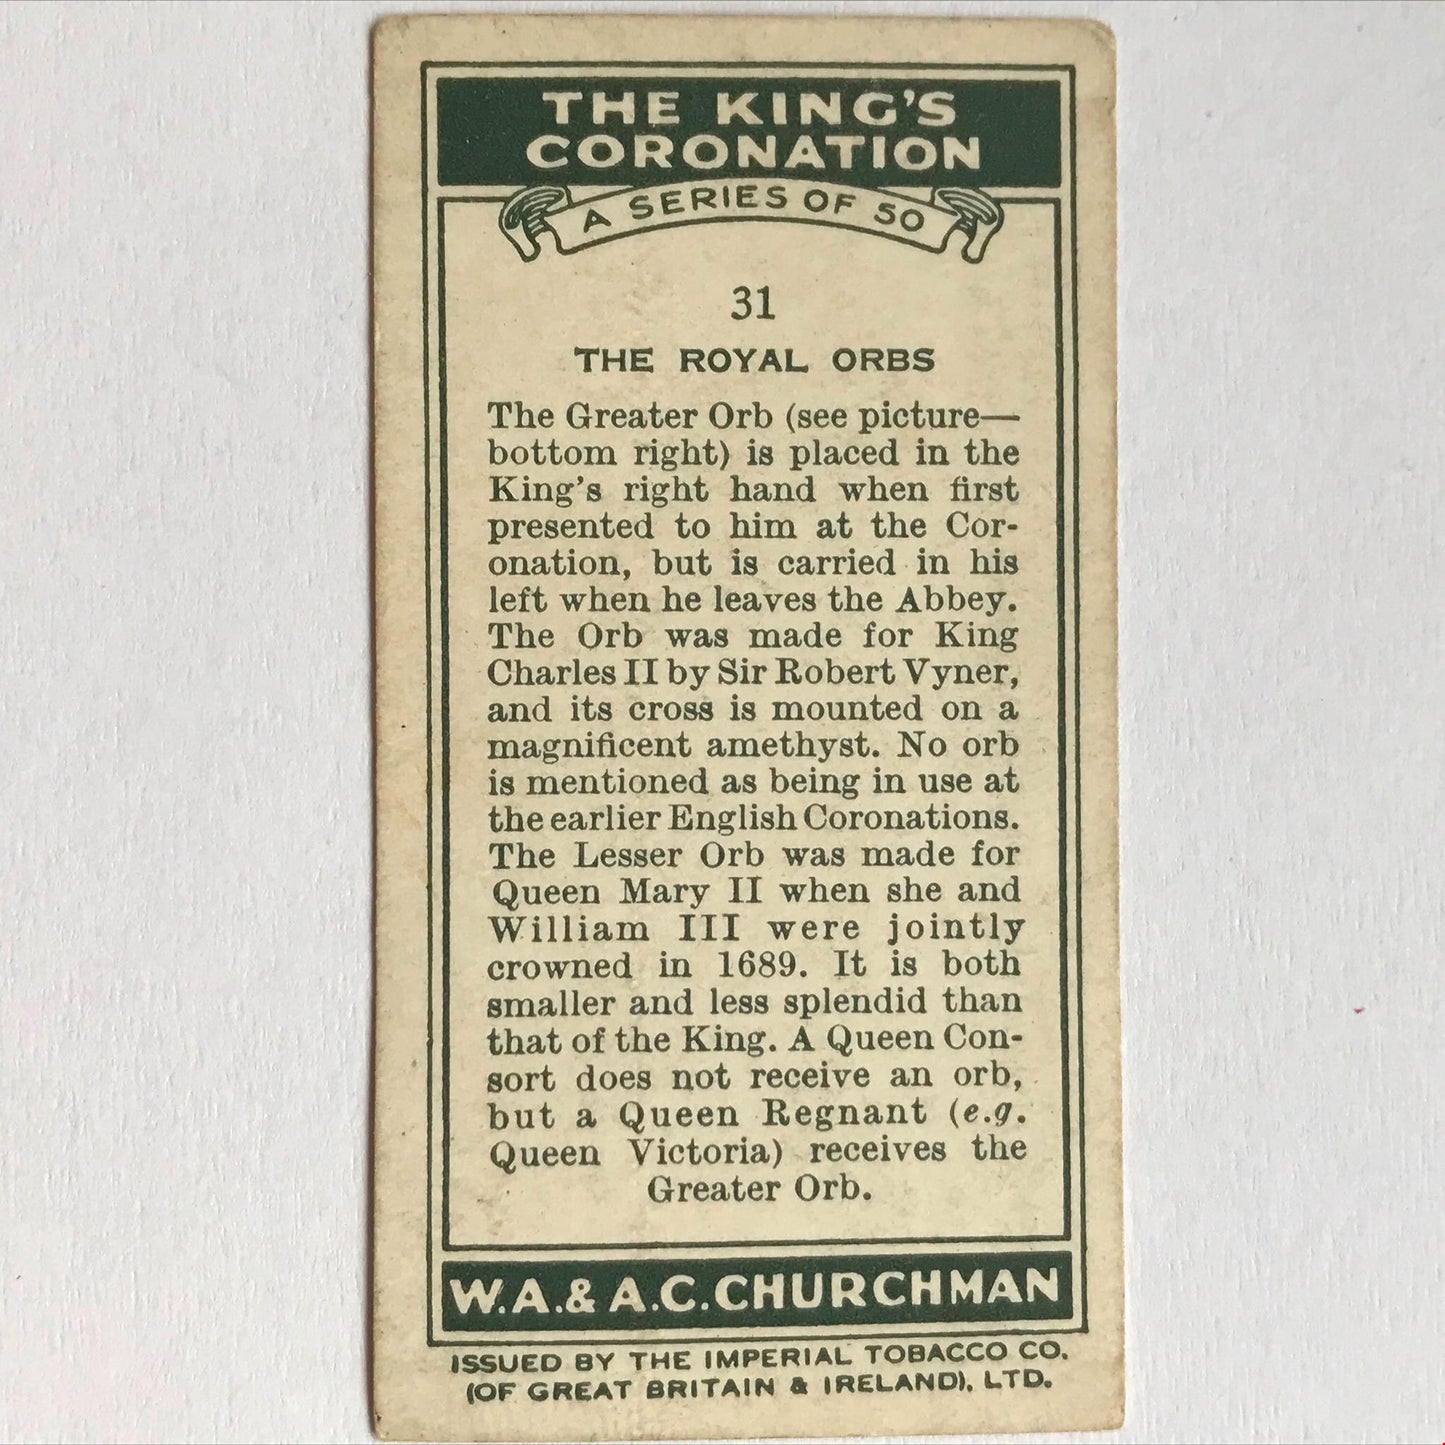 THE KING'S
CORONATION
A SERIES OF 50
31
THE ROYAL ORBS
The Greater Orb (see picture—
bottom right) is placed in the
King's right hand when first
presented to him at the Cor-
onation, but is carried in his
left when he leaves the Abbey.
The Orb was made for King
Charles II by Sir Robert Vyner,
and its cross is mounted on a
magnificent amethyst. No orb
is mentioned as being in use at
the earlier English Coronations.
The Lesser Orb was made for
Queen Mary II when she and
William III were jointly
crowned in 1689. It is both
smaller and less splendid than
that of the King. A Queen Con-
sort does not receive an orb,
but a Queen Regnant (e.g.
Queen Victoria) receives the
Greater Orb.
W.A.& A.C.CHURCHMAN
ISSUED BY THE IMPERIAL TOBACCO CO.
(OF GREAT BRITAIN & IRELAND), LTD.